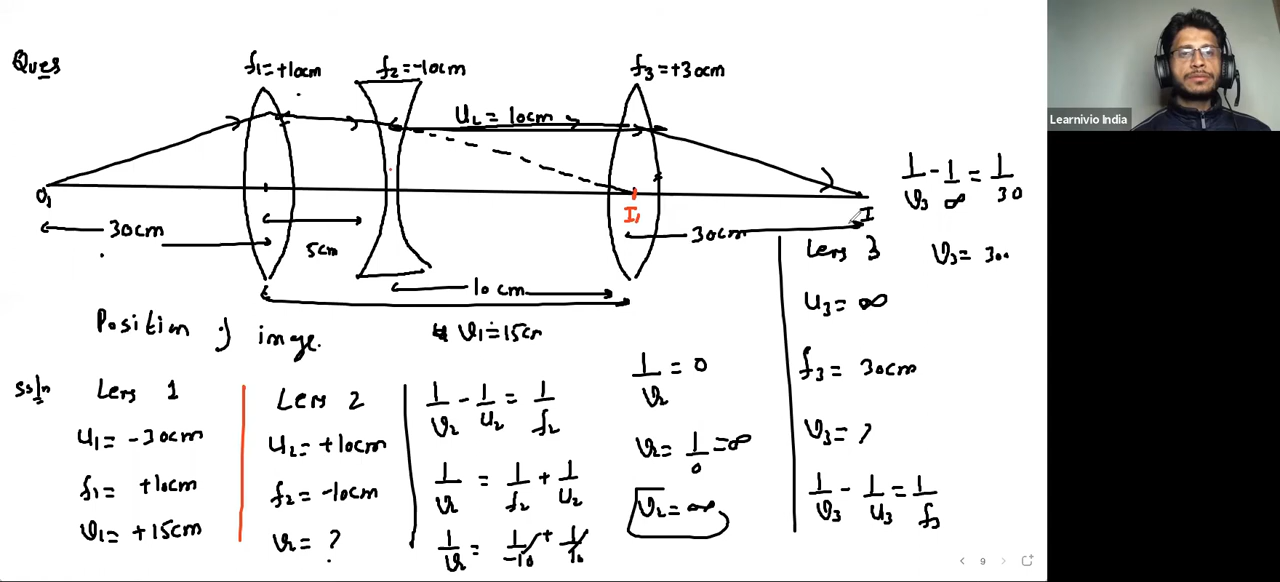 Ques
f₁=+10cm
f₂=-10cm
f₃=+30cm
U₂ = 10cm
O₁
I₁
I
30cm
5cm
30cm
10 cm
V₁=15cm
Position of image.
Soln
Lens 1
U₁= -30cm
f₁= +10cm
V₁= +15cm
Lens 2
U₂= +10cm
f₂= -10cm
V₂= ?
1/V₂ - 1/U₂ = 1/f₂
1/V₂ = 1/f₂ + 1/U₂
1/V₂ = 1/-10 + 1/10
1/V₂ = 0
V₂= 1/0 =∞
V₂=∞
Lens 3
U₃= ∞
f₃= 30cm
V₃= ?
1/V₃ - 1/U₃ = 1/f₃
1/V₃ - 1/∞ = 1/30
V₃= 30
Learnivio India
9